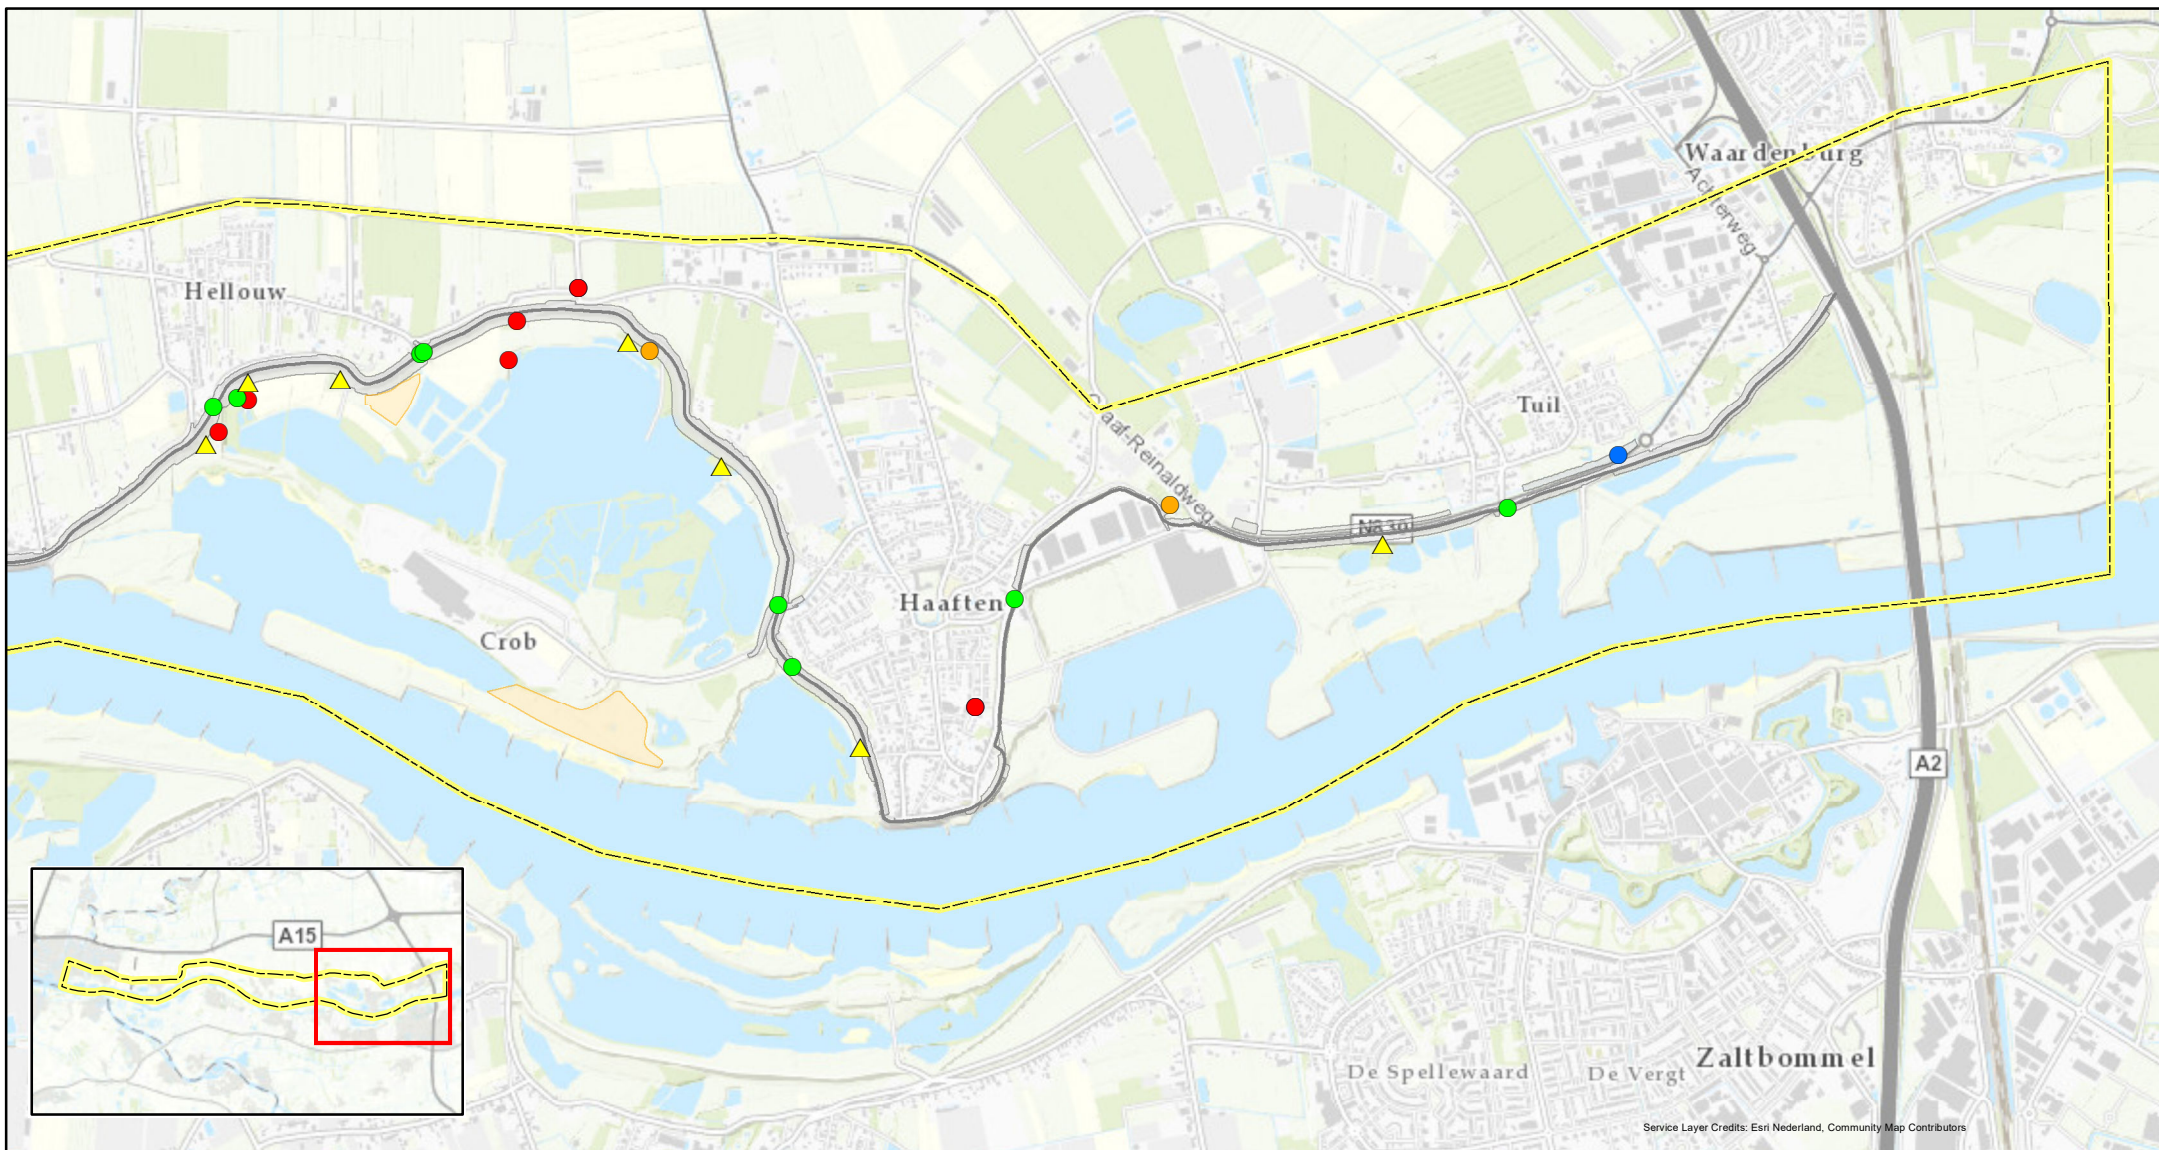 Waardenburg
Achterweg
Hellouw
Tuil
Graaf-Reinaldweg
N830
Haaften
Crob
A2
A15
Zaltbommel
De Spellewaard
De Vergt
Service Layer Credits: Esri Nederland, Community Map Contributors